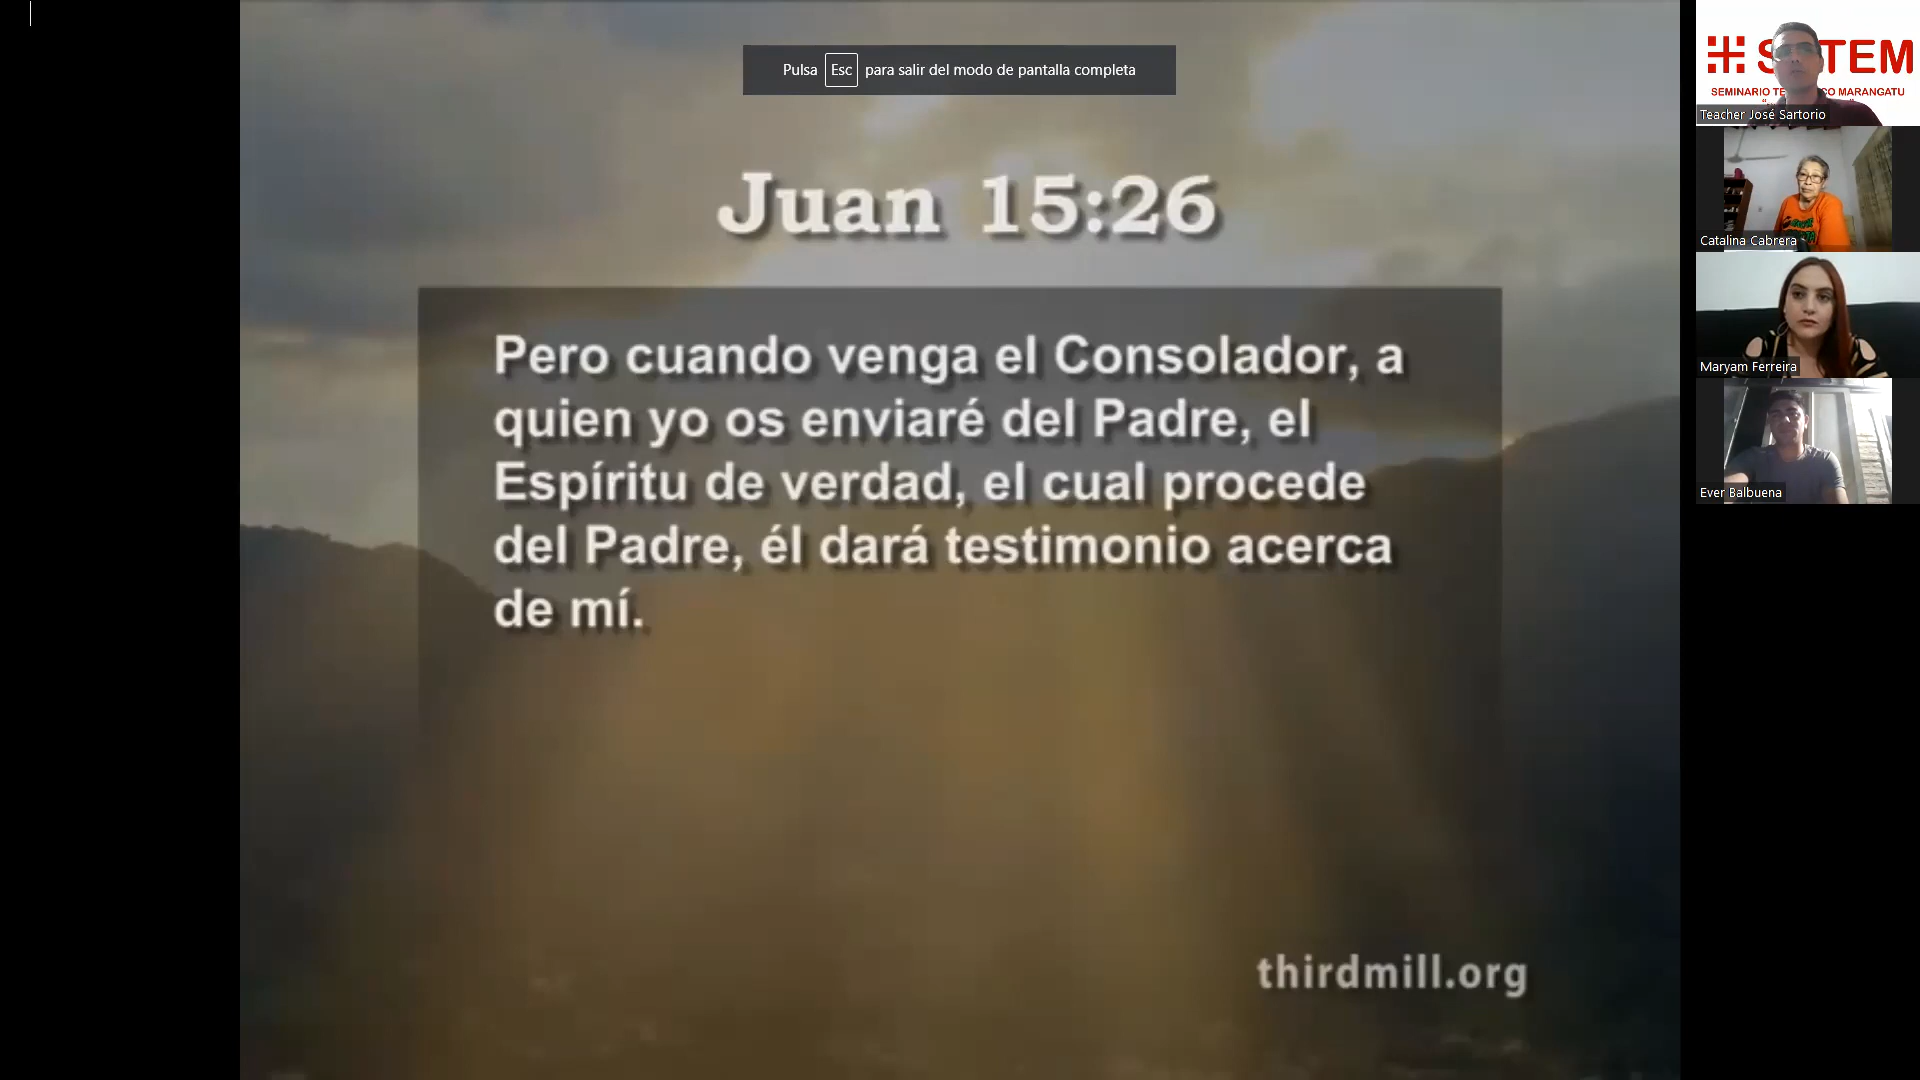 Pulsa Esc para salir del modo de pantalla completa
Juan 15:26
Pero cuando venga el Consolador, a
quien yo os enviaré del Padre, el
Espíritu de verdad, el cual procede
del Padre, él dará testimonio acerca
de mí.
thirdmill.org
TEM
SEMINARIO TE CO MARANGATU
Teacher José Sartorio
Catalina Cabrera
Maryam Ferreira
Ever Balbuena